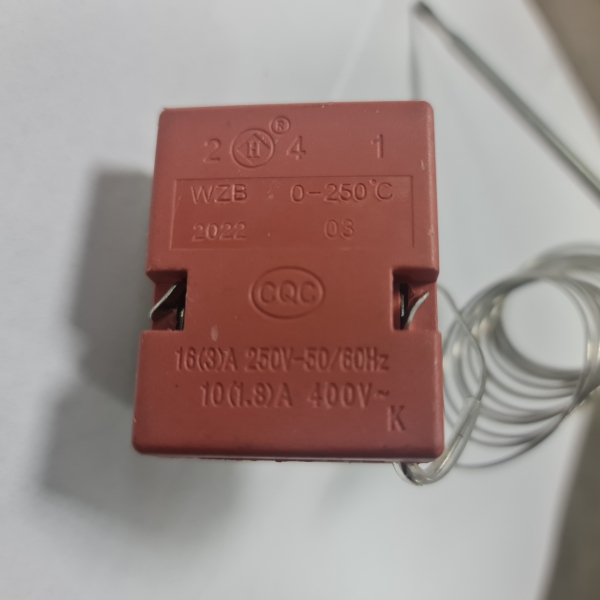 2 H ® 4 1
WZB 0-250°C
2022 03
CQC
16(3)A 250V-50/60Hz
10(1.8)A 400V~
K